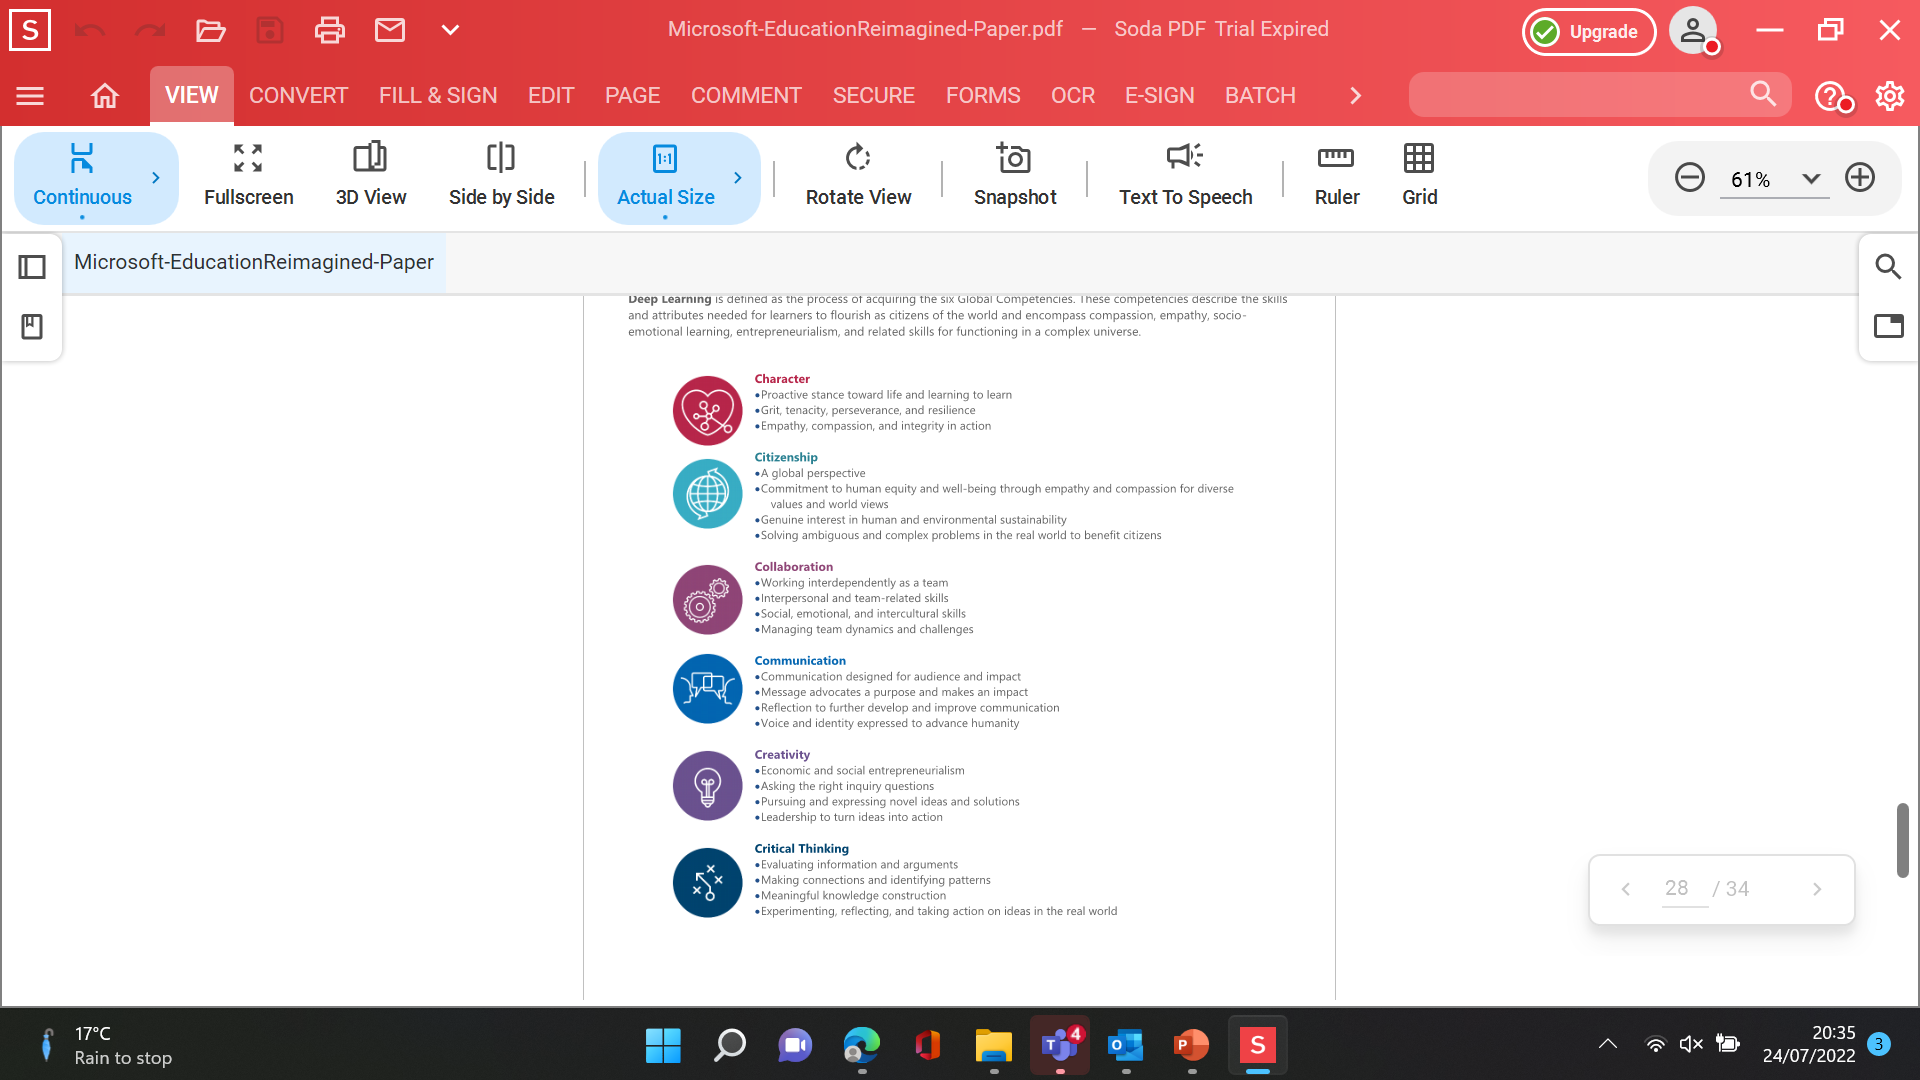 S
Microsoft-EducationReimagined-Paper.pdf — Soda PDF Trial Expired
Upgrade
VIEW CONVERT FILL & SIGN EDIT PAGE COMMENT SECURE FORMS OCR E-SIGN BATCH
1:1
Continuous Fullscreen 3D View Side by Side Actual Size Rotate View Snapshot Text To Speech Ruler Grid 61%
Microsoft-EducationReimagined-Paper
Deep Learning is defined as the process of acquiring the six Global Competencies. These competencies describe the skills
and attributes needed for learners to flourish as citizens of the world and encompass compassion, empathy, socio-
emotional learning, entrepreneurialism, and related skills for functioning in a complex universe.
Character
•Proactive stance toward life and learning to learn
•Grit, tenacity, perseverance, and resilience
•Empathy, compassion, and integrity in action
Citizenship
•A global perspective
•Commitment to human equity and well-being through empathy and compassion for diverse
values and world views
•Genuine interest in human and environmental sustainability
•Solving ambiguous and complex problems in the real world to benefit citizens
Collaboration
•Working interdependently as a team
•Interpersonal and team-related skills
•Social, emotional, and intercultural skills
•Managing team dynamics and challenges
Communication
•Communication designed for audience and impact
•Message advocates a purpose and makes an impact
•Reflection to further develop and improve communication
•Voice and identity expressed to advance humanity
Creativity
•Economic and social entrepreneurialism
•Asking the right inquiry questions
•Pursuing and expressing novel ideas and solutions
•Leadership to turn ideas into action
Critical Thinking
•Evaluating information and arguments
•Making connections and identifying patterns
•Meaningful knowledge construction
•Experimenting, reflecting, and taking action on ideas in the real world
28 / 34
17°C
Rain to stop
T 4
O
P
S
20:35
24/07/2022
3